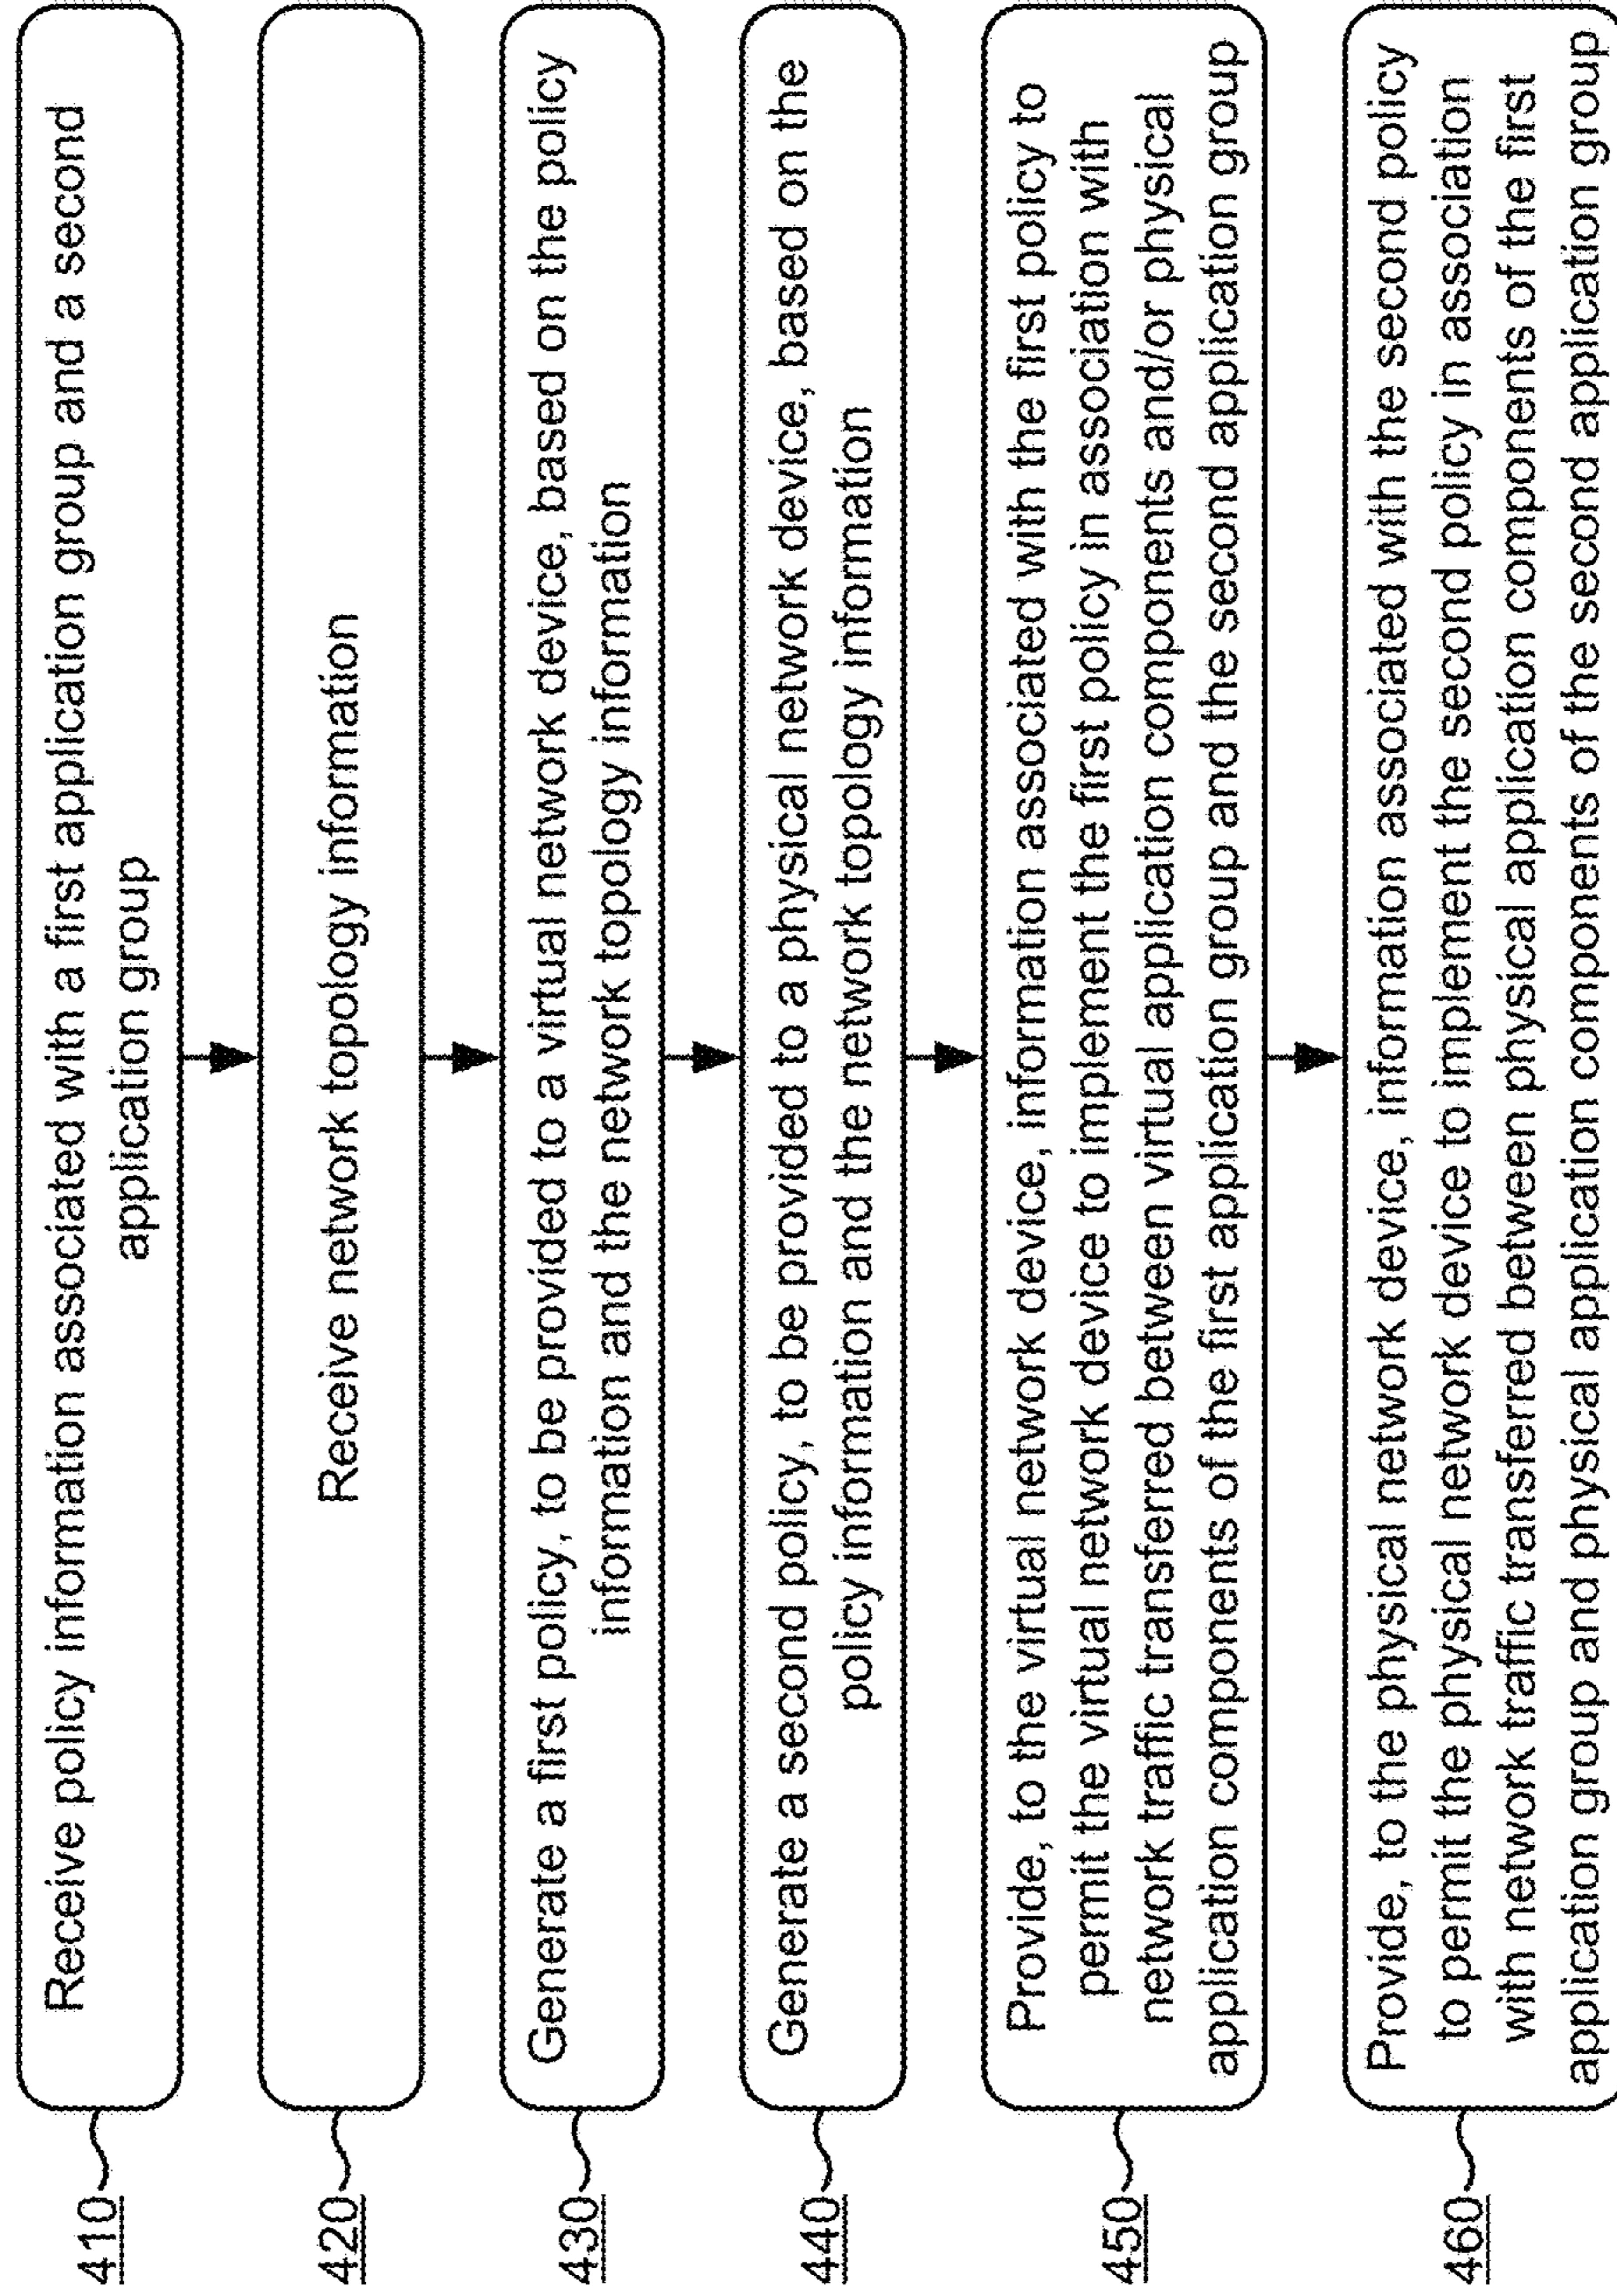 410
Receive policy information associated with a first application group and a second
application group
420
Receive network topology information
430
Generate a first policy, to be provided to a virtual network device, based on the policy
information and the network topology information
440
Generate a second policy, to be provided to a physical network device, based on the
policy information and the network topology information
450
Provide, to the virtual network device, information associated with the first policy to
permit the virtual network device to implement the first policy in association with
network traffic transferred between virtual application components and/or physical
application components of the first application group and the second application group
460
Provide, to the physical network device, information associated with the second policy
to permit the physical network device to implement the second policy in association
with network traffic transferred between physical application components of the first
application group and physical application components of the second application group